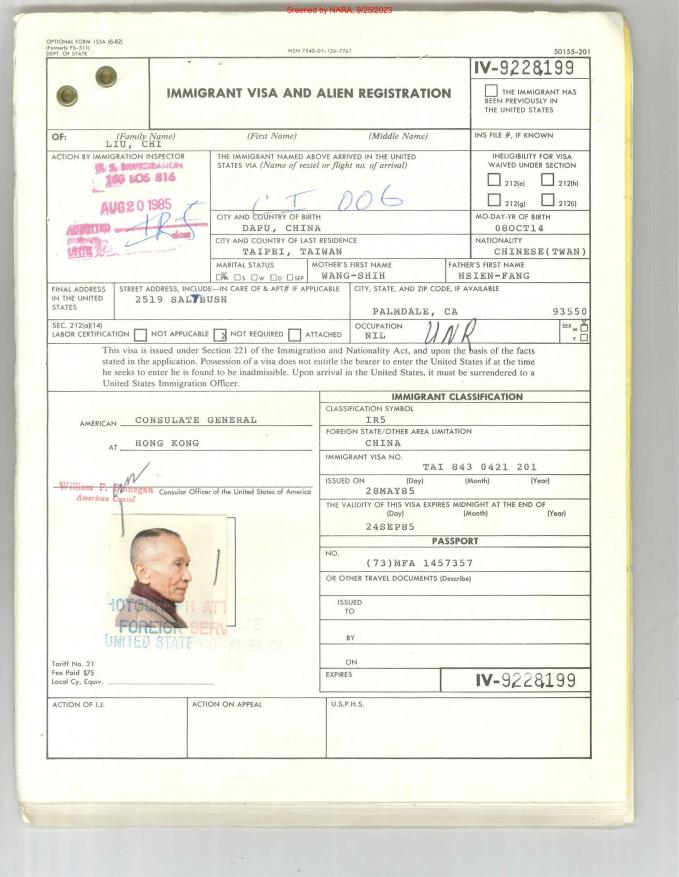 Screened by NARA, 9/25/2023
OPTIONAL FORM 155A (6-82)
(Formerly FS-511)
DEPT. OF STATE
NSN 7540-01-126-7761
50155-201
IMMIGRANT VISA AND ALIEN REGISTRATION
IV-9228199
THE IMMIGRANT HAS
BEEN PREVIOUSLY IN
THE UNITED STATES
OF: (Family Name) (First Name) (Middle Name)
LIU, CHI
INS FILE #, IF KNOWN
ACTION BY IMMIGRATION INSPECTOR
160 LOS 816
AUG 20 1985
ADMITTED
IR5
class
UNTIL
THE IMMIGRANT NAMED ABOVE ARRIVED IN THE UNITED
STATES VIA (Name of vessel or flight no. of arrival)
CI 006
INELIGIBILITY FOR VISA
WAIVED UNDER SECTION
212(e) 212(h)
212(g) 212(i)
CITY AND COUNTRY OF BIRTH
DAPU, CHINA
MO-DAY-YR OF BIRTH
08OCT14
CITY AND COUNTRY OF LAST RESIDENCE
TAIPEI, TAIWAN
NATIONALITY
CHINESE(TWAN)
MARITAL STATUS
M S W D SEP
MOTHER'S FIRST NAME
WANG-SHIH
FATHER'S FIRST NAME
HSIEN-FANG
FINAL ADDRESS
IN THE UNITED
STATES
STREET ADDRESS, INCLUDE—IN CARE OF & APT# IF APPLICABLE
2519 SALTBUSH
CITY, STATE, AND ZIP CODE, IF AVAILABLE
PALMDALE, CA 93550
SEC. 212(a)(14)
LABOR CERTIFICATION NOT APPLICABLE X NOT REQUIRED ATTACHED
OCCUPATION
NIL
UNR
SEX M X
F
This visa is issued under Section 221 of the Immigration and Nationality Act, and upon the basis of the facts
stated in the application. Possession of a visa does not entitle the bearer to enter the United States if at the time
he seeks to enter he is found to be inadmissible. Upon arrival in the United States, it must be surrendered to a
United States Immigration Officer.
AMERICAN CONSULATE GENERAL
AT HONG KONG
William P. Finnegan
American Consul
Consular Officer of the United States of America
IMMIGRANT CLASSIFICATION
CLASSIFICATION SYMBOL
IR5
FOREIGN STATE/OTHER AREA LIMITATION
CHINA
IMMIGRANT VISA NO.
TAI 843 0421 201
ISSUED ON (Day) (Month) (Year)
28MAY85
THE VALIDITY OF THIS VISA EXPIRES MIDNIGHT AT THE END OF
(Day) (Month) (Year)
24SEP85
PASSPORT
NO.
(73)MFA 1457357
OR OTHER TRAVEL DOCUMENTS (Describe)
ISSUED
TO
BY
ON
EXPIRES
IV-9228199
HOTOGRAPH ATT
FOREIGN SERV
UNITED STATES OF AMERICA
Tariff No. 21
Fee Paid $75
Local Cy, Equiv.
ACTION OF I.J.
ACTION ON APPEAL
U.S.P.H.S.